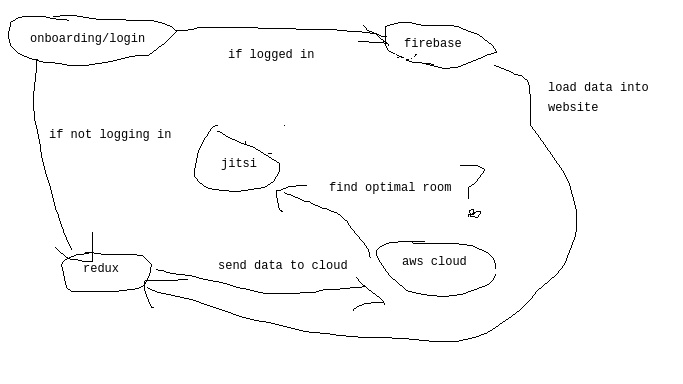 onboarding/login
firebase
if logged in
load data into
website
if not logging in
jitsi
find optimal room
?
aws cloud
send data to cloud
redux